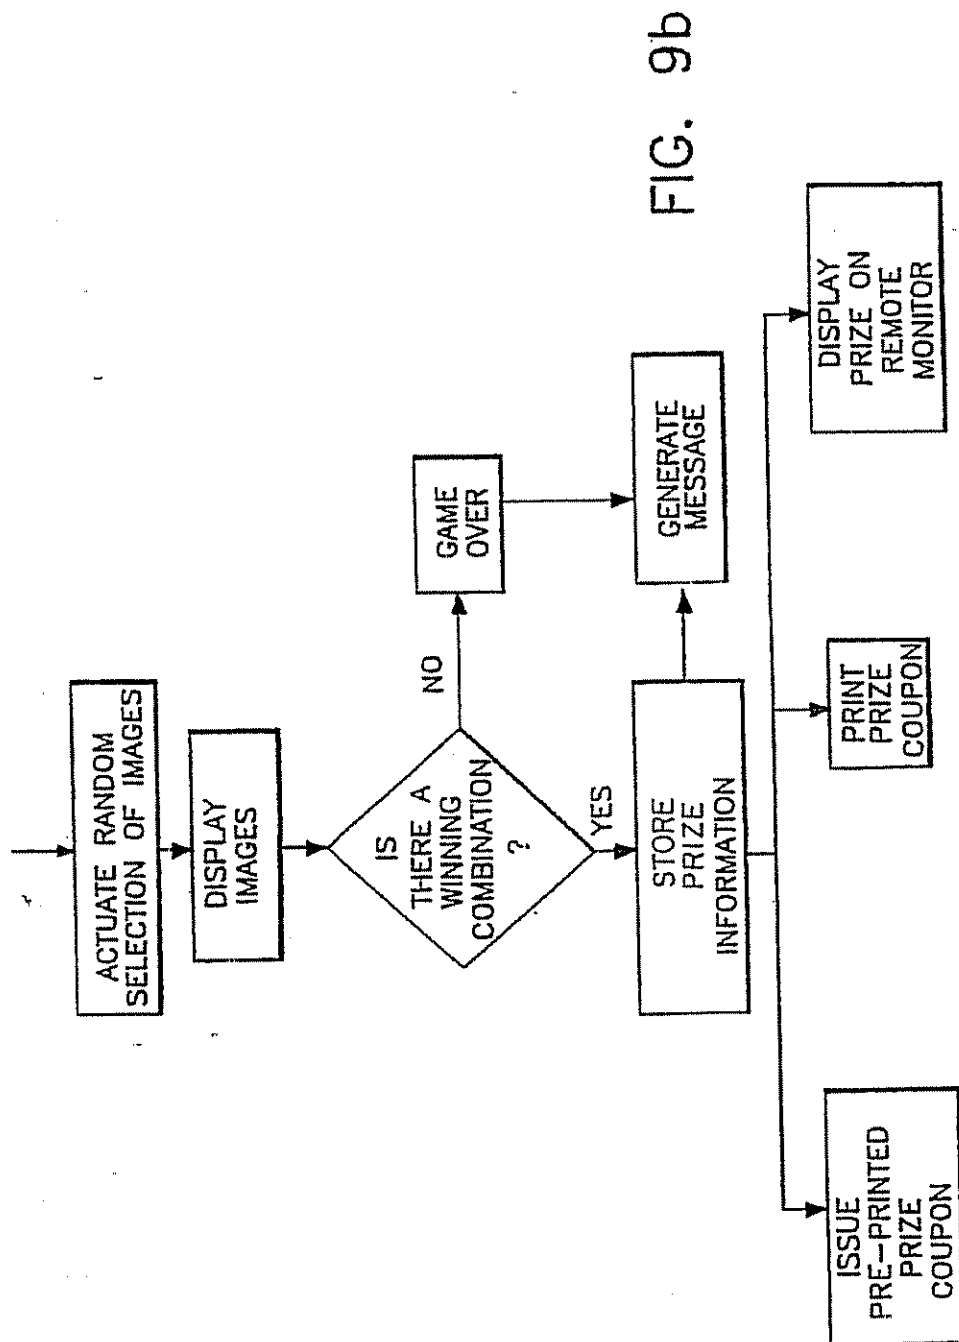 ACTUATE RANDOM
SELECTION OF IMAGES
DISPLAY
IMAGES
IS
THERE A
WINNING
COMBINATION
?
NO
GAME
OVER
YES
STORE
PRIZE
INFORMATION
GENERATE
MESSAGE
ISSUE
PRE-PRINTED
PRIZE
COUPON
PRINT
PRIZE
COUPON
DISPLAY
PRIZE ON
REMOTE
MONITOR
FIG. 9b